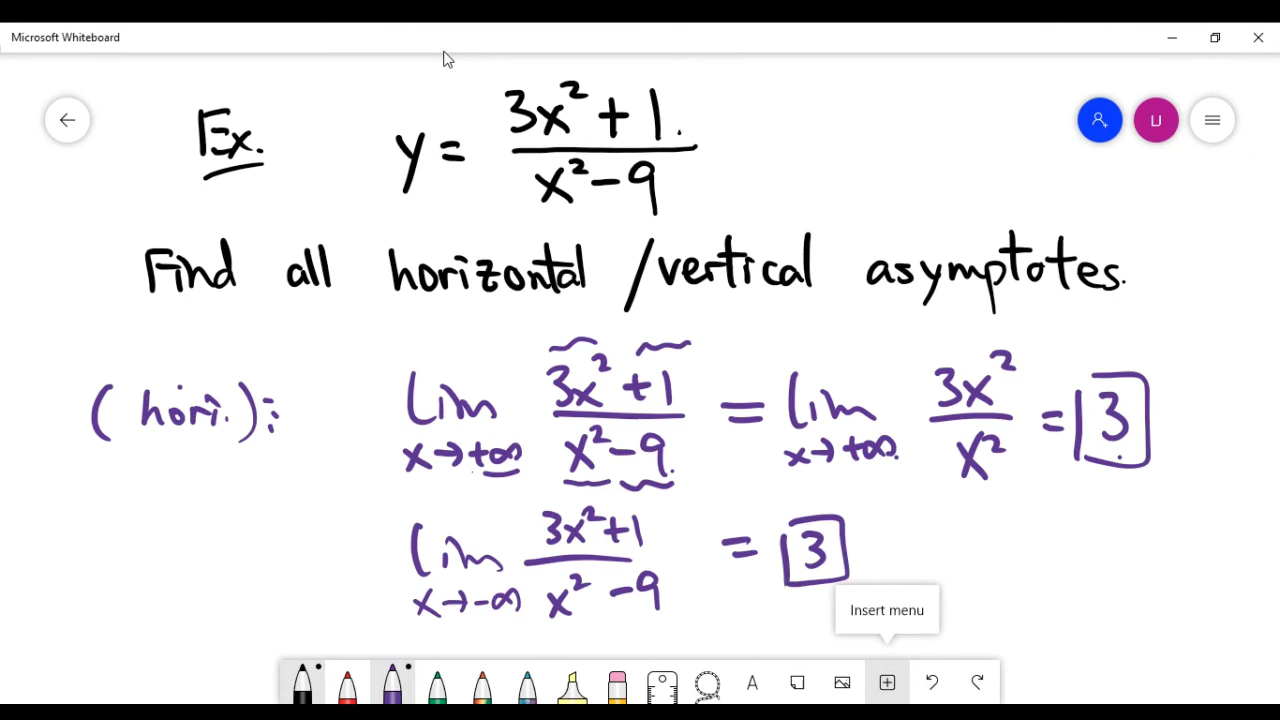 Microsoft Whiteboard
Ex. y = (3x² + 1)/(x² - 9)
IJ
Find all horizontal / vertical asymptotes.
(hori.): lim x→+∞ (3x² + 1)/(x² - 9) = lim x→+∞ 3x²/x² = 3
lim x→-∞ (3x² + 1)/(x² - 9) = 3
Insert menu
A